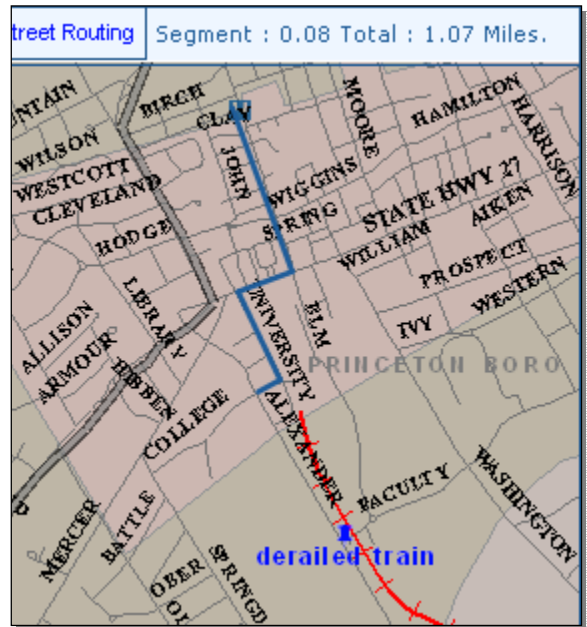 treet Routing
Segment : 0.08 Total : 1.07 Miles.
BIRCH
MOORE
HAMILTON
HARRISON
CLAY
WILSON
WESTCOTT
CLEVELAND
JOHN
WIGGINS
SPRING
STATE HWY 27
AIKEN
HODGE
WILLIAM
PROSPECT
WESTERN
LIBRARY
UNIVERSITY
ELM
IVY
ALLISON
ARMOUR
HIBBEN
PRINCETON BORO
COLLEGE
ALEXANDER
FACULTY
WASHINGTON
MERCER
BATTLE
derailed train
OBER
SPRINGD